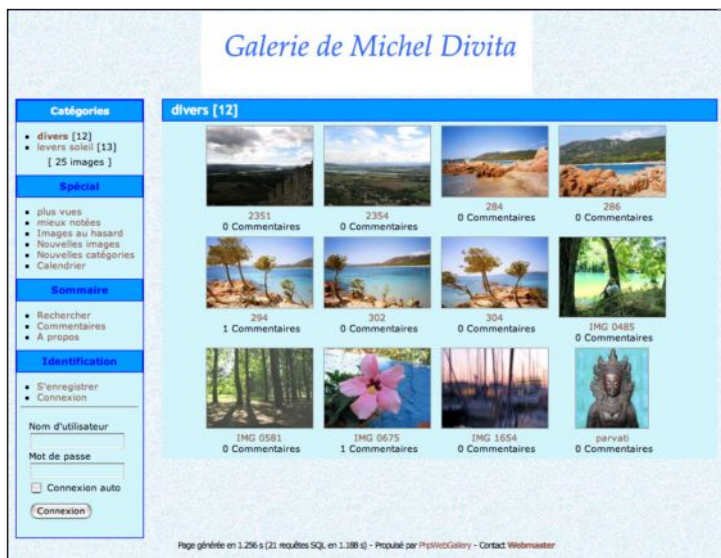 Galerie de Michel Divita
Catégories
divers [12]
levers soleil [13]
[ 25 images ]
Spécial
plus vues
mieux notées
Images au hasard
Nouvelles images
Nouvelles catégories
Calendrier
Sommaire
Rechercher
Commentaires
A propos
Identification
S'enregistrer
Connexion
Nom d'utilisateur
Mot de passe
Connexion auto
Connexion
divers [12]
2351
0 Commentaires
2354
0 Commentaires
284
0 Commentaires
286
0 Commentaires
294
1 Commentaires
302
0 Commentaires
304
0 Commentaires
IMG 0485
0 Commentaires
IMG 0581
0 Commentaires
IMG 0675
1 Commentaires
IMG 1654
0 Commentaires
parvati
0 Commentaires
Page générée en 1.256 s (21 requêtes SQL en 1.188 s) - Propulsé par PhpWebGallery - Contact Webmaster